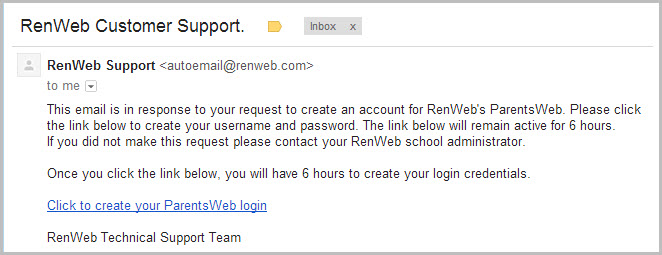 RenWeb Customer Support.
Inbox x
RenWeb Support <autoemail@renweb.com>
to me
This email is in response to your request to create an account for RenWeb's ParentsWeb. Please click
the link below to create your username and password. The link below will remain active for 6 hours.
If you did not make this request please contact your RenWeb school administrator.
Once you click the link below, you will have 6 hours to create your login credentials.
Click to create your ParentsWeb login
RenWeb Technical Support Team